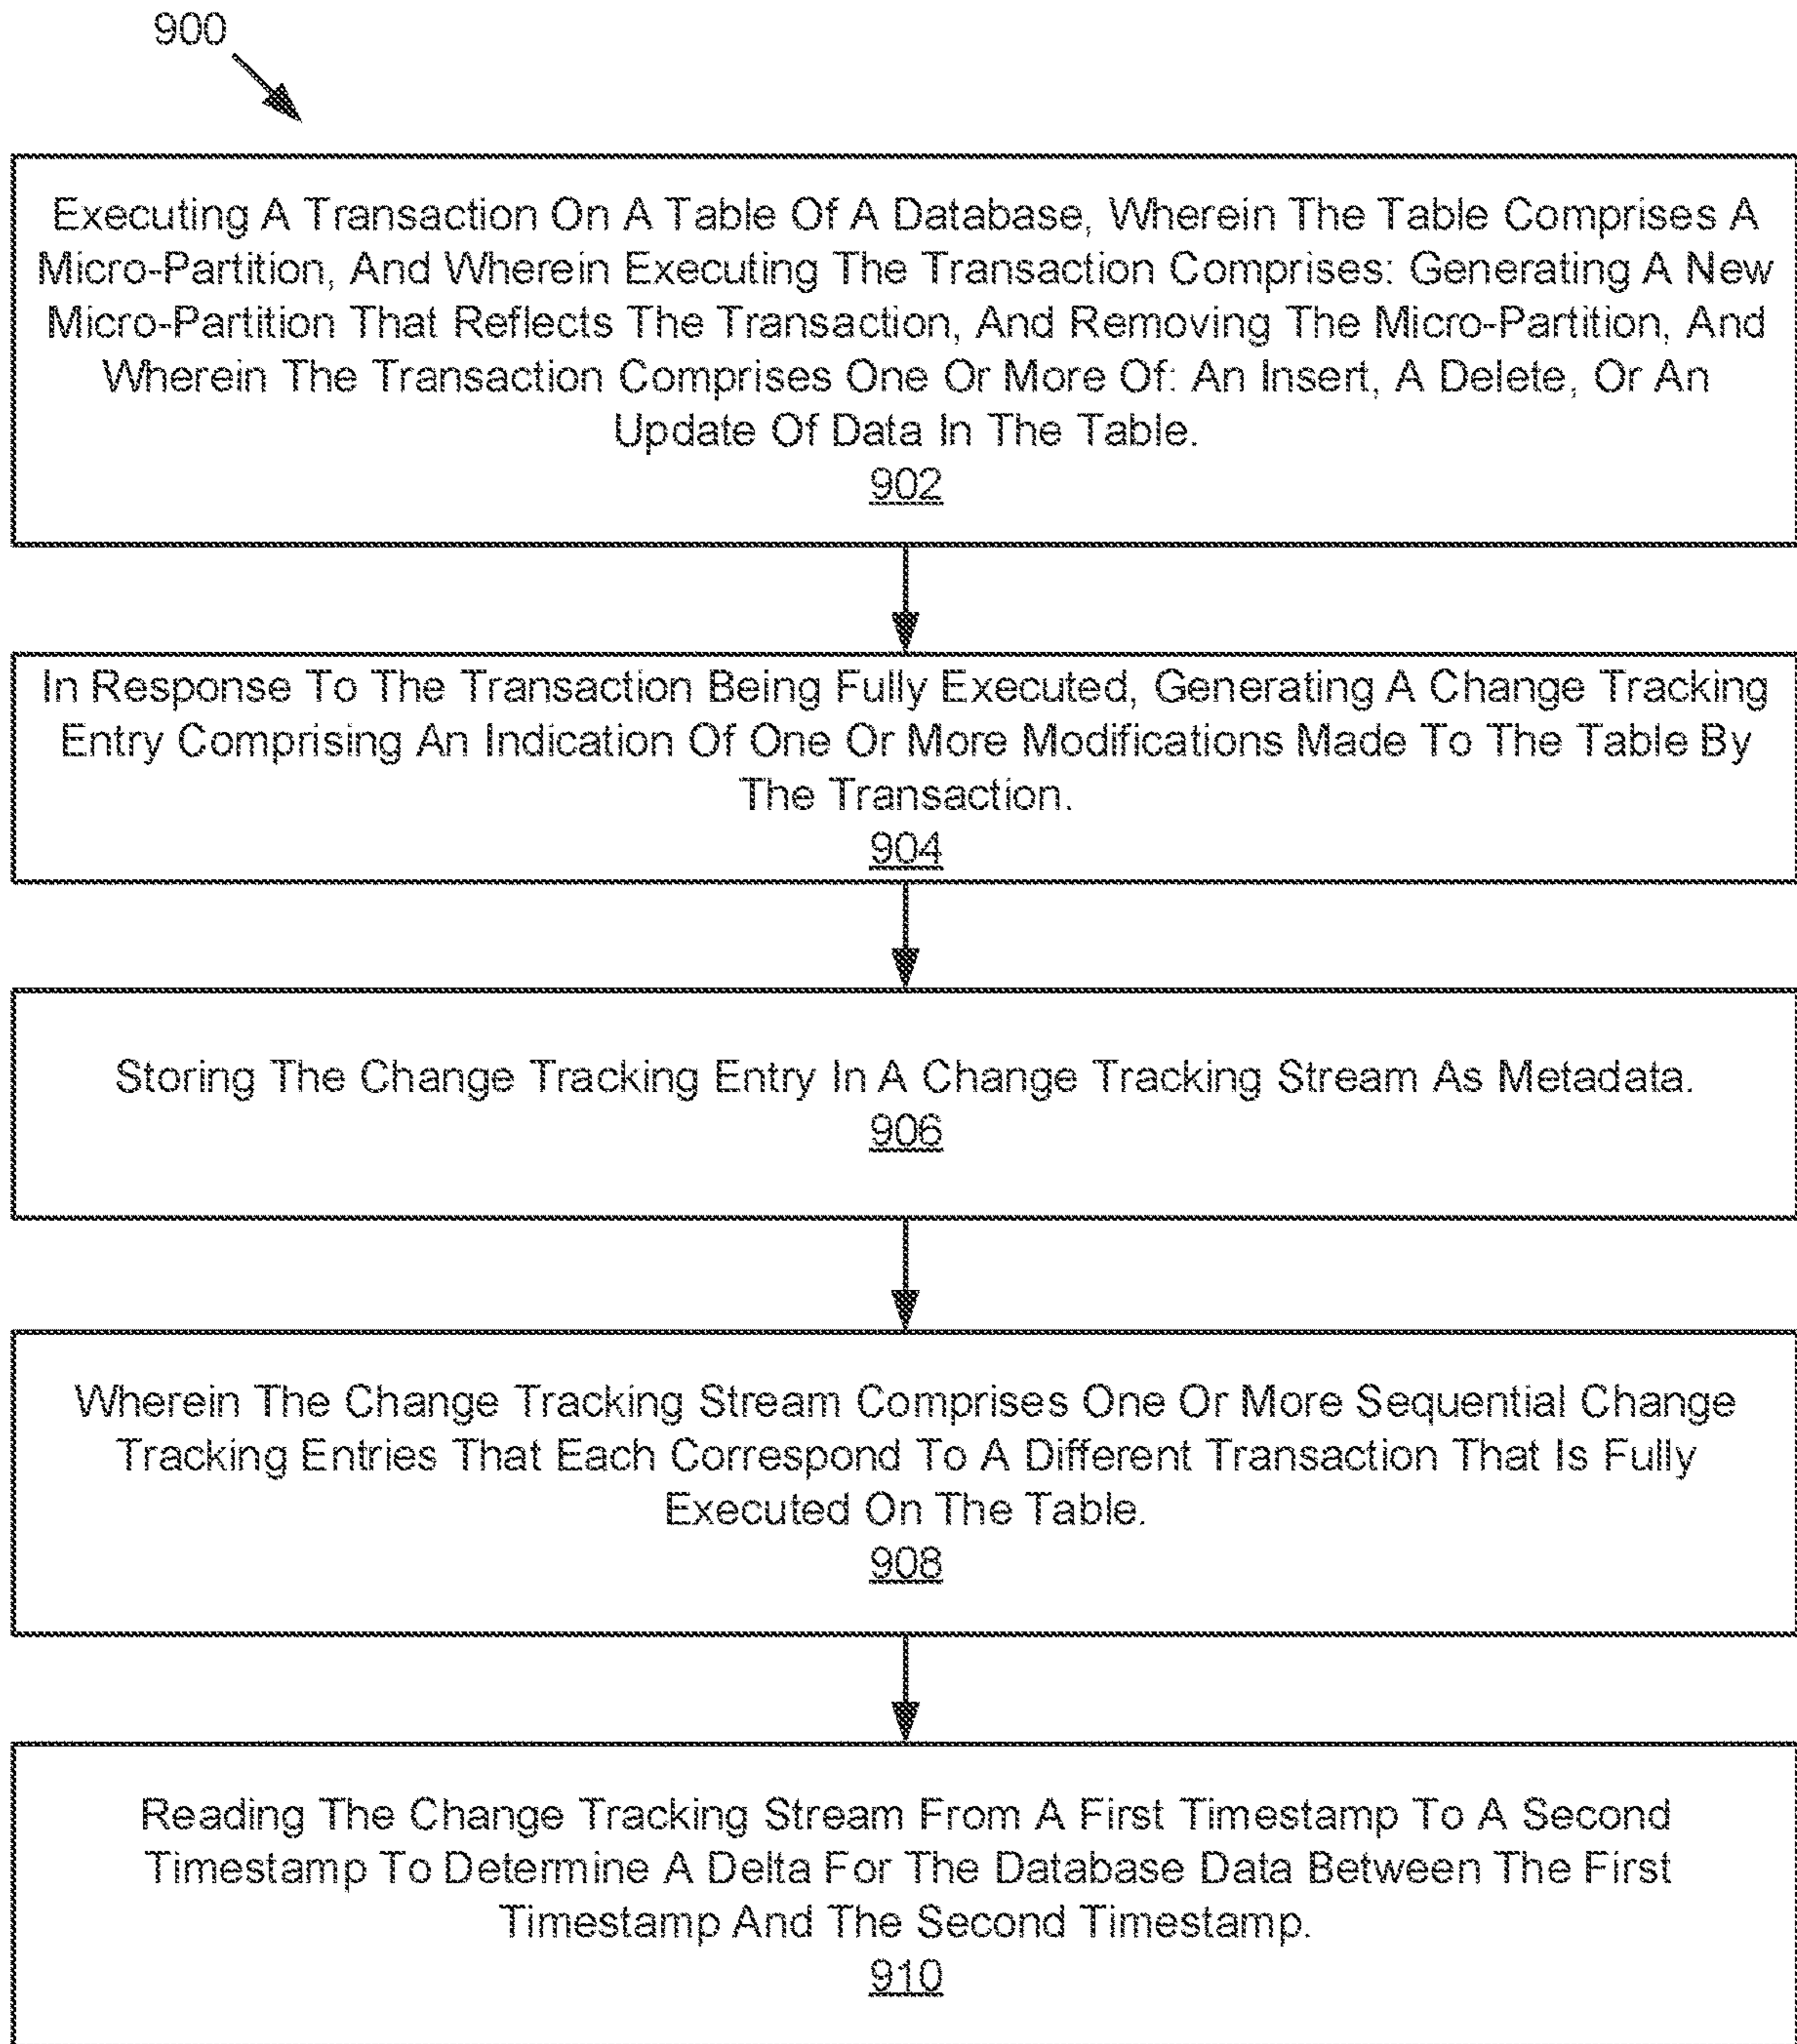 900
Executing A Transaction On A Table Of A Database, Wherein The Table Comprises A
Micro-Partition, And Wherein Executing The Transaction Comprises: Generating A New
Micro-Partition That Reflects The Transaction, And Removing The Micro-Partition, And
Wherein The Transaction Comprises One Or More Of: An Insert, A Delete, Or An
Update Of Data In The Table.
902
In Response To The Transaction Being Fully Executed, Generating A Change Tracking
Entry Comprising An Indication Of One Or More Modifications Made To The Table By
The Transaction.
904
Storing The Change Tracking Entry In A Change Tracking Stream As Metadata.
906
Wherein The Change Tracking Stream Comprises One Or More Sequential Change
Tracking Entries That Each Correspond To A Different Transaction That Is Fully
Executed On The Table.
908
Reading The Change Tracking Stream From A First Timestamp To A Second
Timestamp To Determine A Delta For The Database Data Between The First
Timestamp And The Second Timestamp.
910